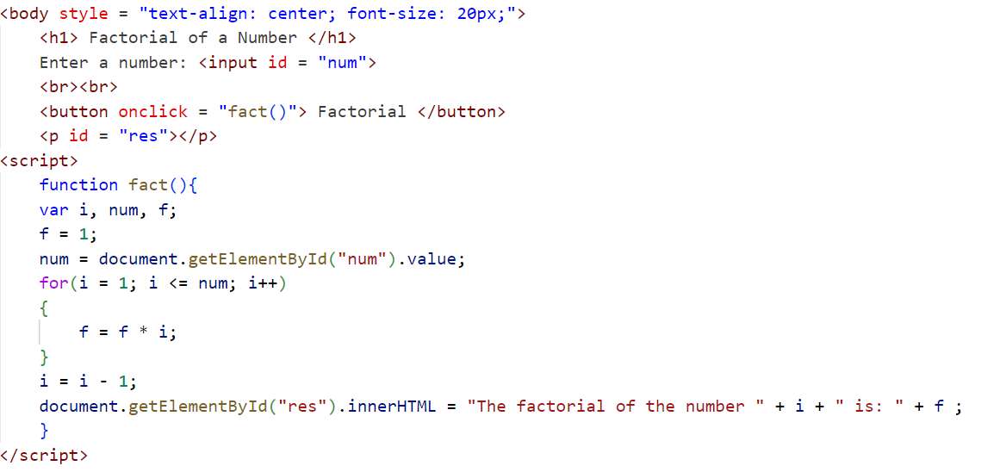 <body style = "text-align: center; font-size: 20px;">
    <h1> Factorial of a Number </h1>
    Enter a number: <input id = "num">
    <br><br>
    <button onclick = "fact()"> Factorial </button>
    <p id = "res"></p>
<script>
    function fact(){
    var i, num, f;
    f = 1;
    num = document.getElementById("num").value;
    for(i = 1; i <= num; i++)
    {
        f = f * i;
    }
    i = i - 1;
    document.getElementById("res").innerHTML = "The factorial of the number " + i + " is: " + f ;
    }
</script>